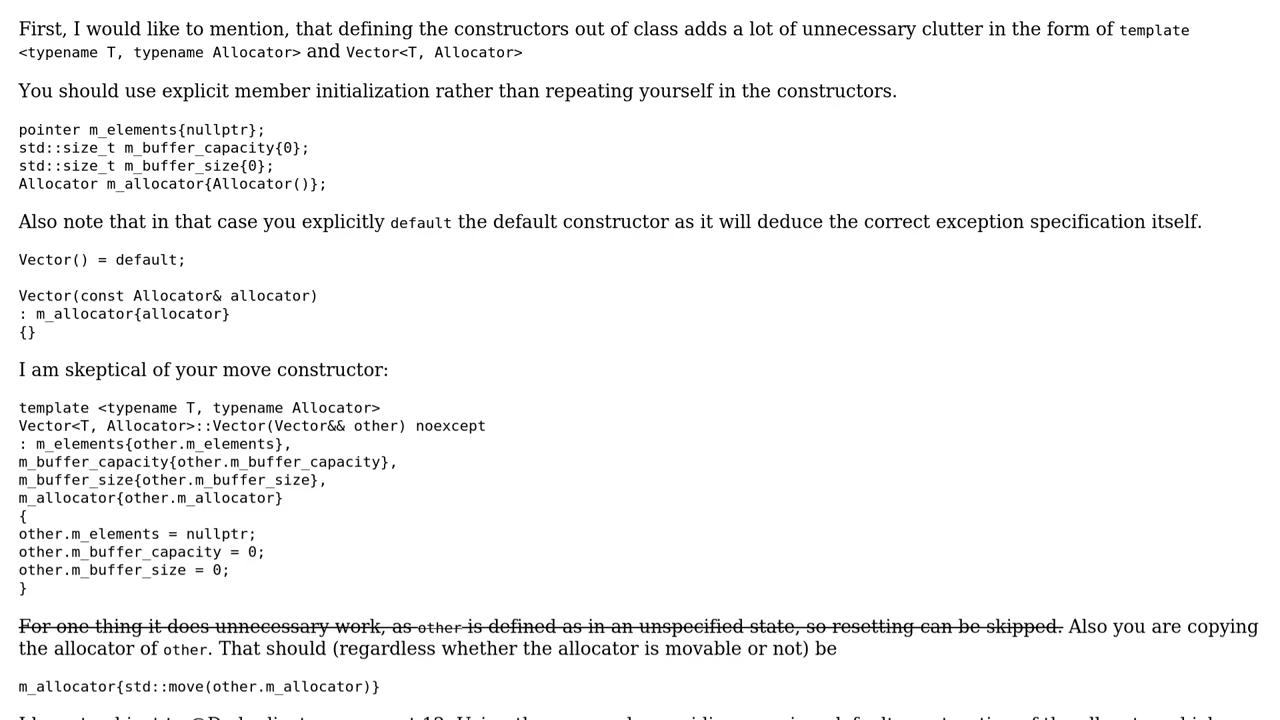 First, I would like to mention, that defining the constructors out of class adds a lot of unnecessary clutter in the form of template
<typename T, typename Allocator> and Vector<T, Allocator>
You should use explicit member initialization rather than repeating yourself in the constructors.
pointer m_elements{nullptr};
std::size_t m_buffer_capacity{0};
std::size_t m_buffer_size{0};
Allocator m_allocator{Allocator()};
Also note that in that case you explicitly default the default constructor as it will deduce the correct exception specification itself.
Vector() = default;
Vector(const Allocator& allocator)
: m_allocator{allocator}
{}
I am skeptical of your move constructor:
template <typename T, typename Allocator>
Vector<T, Allocator>::Vector(Vector&& other) noexcept
: m_elements{other.m_elements},
m_buffer_capacity{other.m_buffer_capacity},
m_buffer_size{other.m_buffer_size},
m_allocator{other.m_allocator}
{
other.m_elements = nullptr;
other.m_buffer_capacity = 0;
other.m_buffer_size = 0;
}
For one thing it does unnecessary work, as other is defined as in an unspecified state, so resetting can be skipped. Also you are copying
the allocator of other. That should (regardless whether the allocator is movable or not) be
m_allocator{std::move(other.m_allocator)}